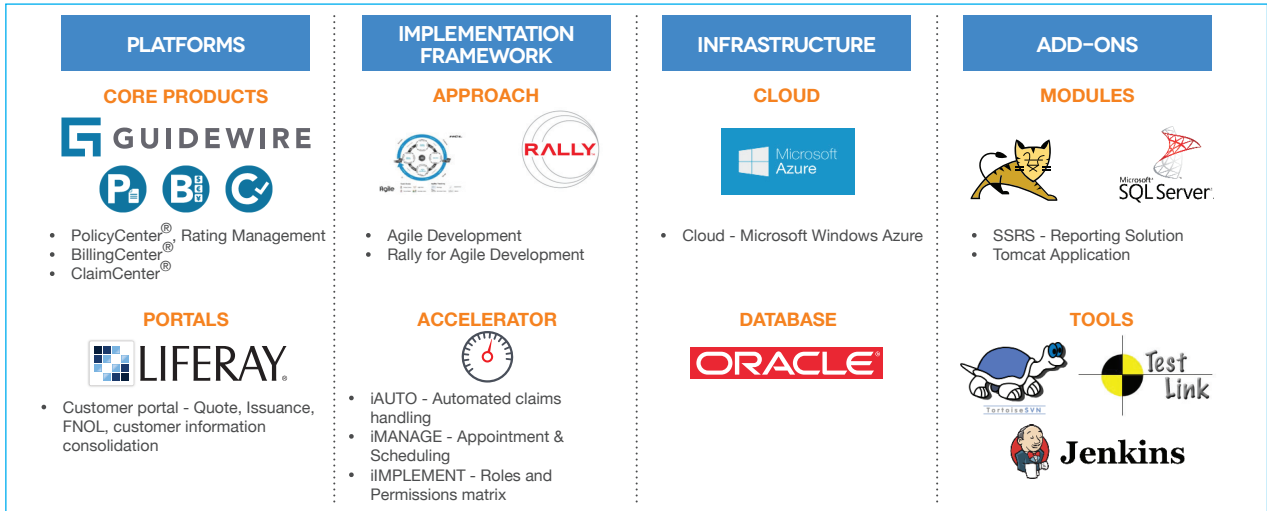 PLATFORMS
CORE PRODUCTS
GUIDEWIRE
P B $ € ¥ C
• PolicyCenter®, Rating Management
• BillingCenter®
• ClaimCenter®
PORTALS
LIFERAY.
• Customer portal - Quote, Issuance,
FNOL, customer information
consolidation
IMPLEMENTATION
FRAMEWORK
APPROACH
Agile
RALLY
• Agile Development
• Rally for Agile Development
ACCELERATOR
• iAUTO - Automated claims
handling
• iMANAGE - Appointment &
Scheduling
• iIMPLEMENT - Roles and
Permissions matrix
INFRASTRUCTURE
CLOUD
Microsoft
Azure
• Cloud - Microsoft Windows Azure
DATABASE
ORACLE®
ADD-ONS
MODULES
Microsoft®
SQL Server
• SSRS - Reporting Solution
• Tomcat Application
TOOLS
TortoiseSVN
Test
Link
Jenkins